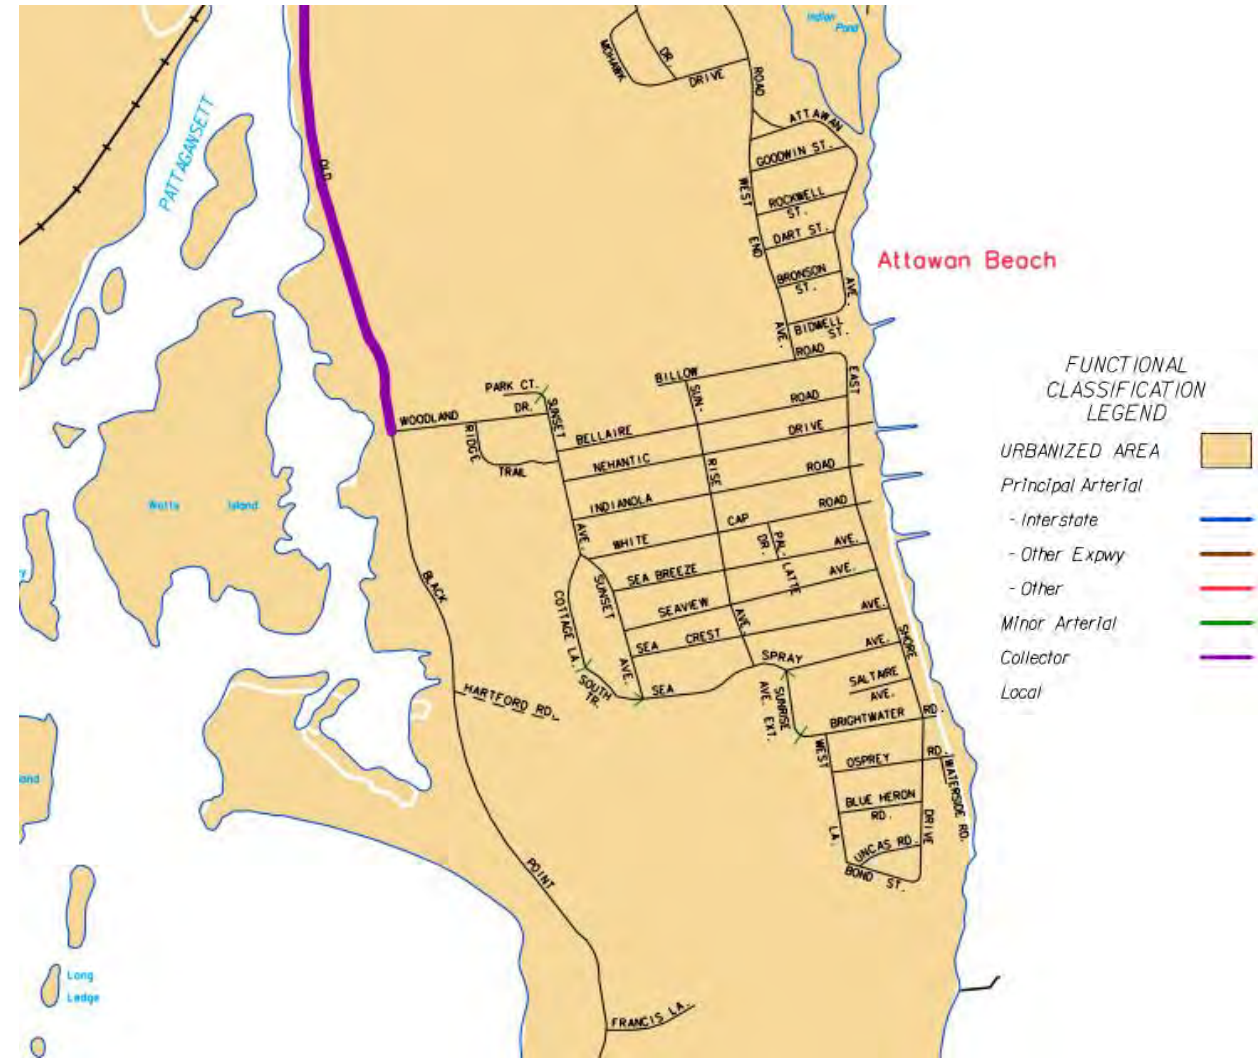 Indian
Pond
MOHAWK
DR.
DRIVE
ROAD
ATTAWAN
GOODWIN ST.
WEST
ROCKWELL
ST.
DART ST.
END
BRONSON
ST.
AVE.
AVE.
BIDWELL
ST.
Attawan Beach
PATTAGANSETT
OLD
ROAD
BILLOW
EAST
PARK CT.
SUNSET
SUN-
ROAD
WOODLAND
DR.
RIDGE
BELLAIRE
DRIVE
TRAIL
NEHANTIC
RISE
ROAD
INDIANOLA
ROAD
Watts Island
AVE.
WHITE
CAP
PAL-
DR.
AVE.
SEA BREEZE
LATTE
AVE.
BLACK
COTTAGE LA.
SUNSET
SEAVIEW
AVE.
AVE.
SEA CREST
AVE.
SHORE
AVE.
SOUTH
TR.
SEA
SPRAY
SALTAIRE
AVE.
HARTFORD RD.
SUNRISE
AVE. EXT.
BRIGHTWATER
RD.
WEST
OSPREY
RD.
WATERSIDE RD.
BLUE HERON
RD.
LA.
DRIVE
UNCAS RD.
BOND ST.
POINT
Long
Ledge
FRANCIS LA.
FUNCTIONAL
CLASSIFICATION
LEGEND
URBANIZED AREA
Principal Arterial
- Interstate
- Other Expwy
- Other
Minor Arterial
Collector
Local